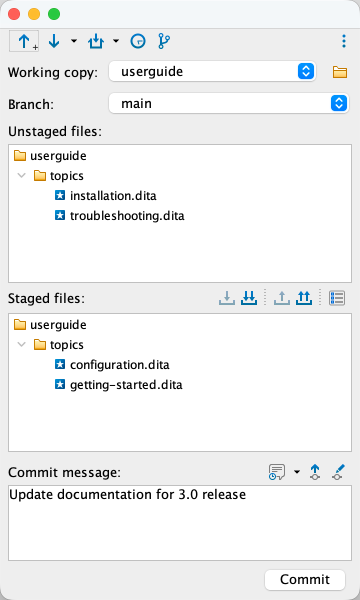 Working copy:
userguide
Branch:
main
Unstaged files:
userguide
topics
installation.dita
troubleshooting.dita
Staged files:
userguide
topics
configuration.dita
getting-started.dita
Commit message:
Update documentation for 3.0 release
Commit